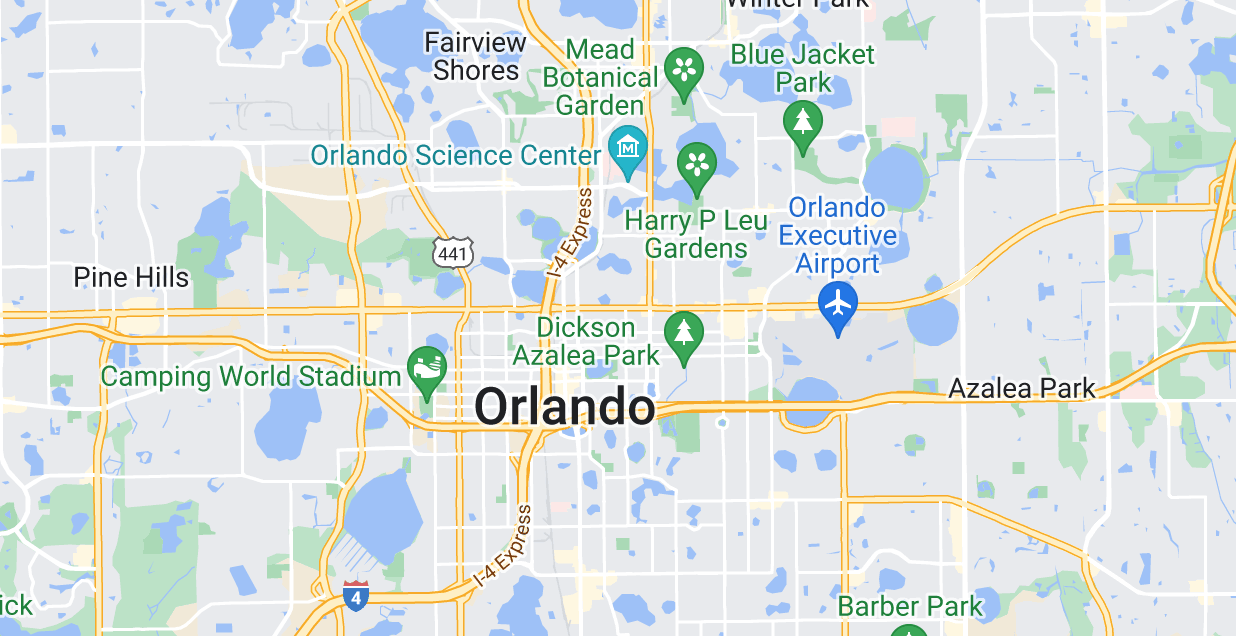 Winter Park
Fairview
Shores
Mead
Botanical
Garden
Blue Jacket
Park
Orlando Science Center
M
Harry P Leu
Gardens
Orlando
Executive
Airport
I-4 Express
441
Pine Hills
Dickson
Azalea Park
Camping World Stadium
Orlando
Azalea Park
I-4 Express
4
ick
Barber Park